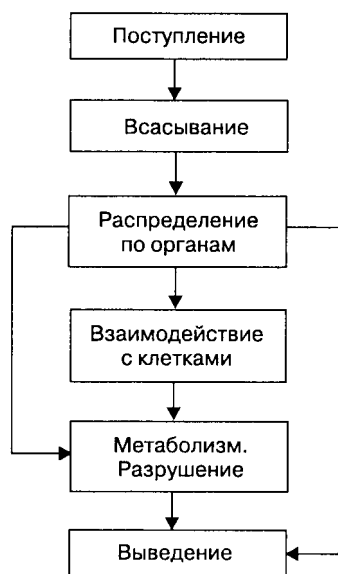 Поступление
Всасывание
Распределение
по органам
Взаимодействие
с клетками
Метаболизм.
Разрушение
Выведение